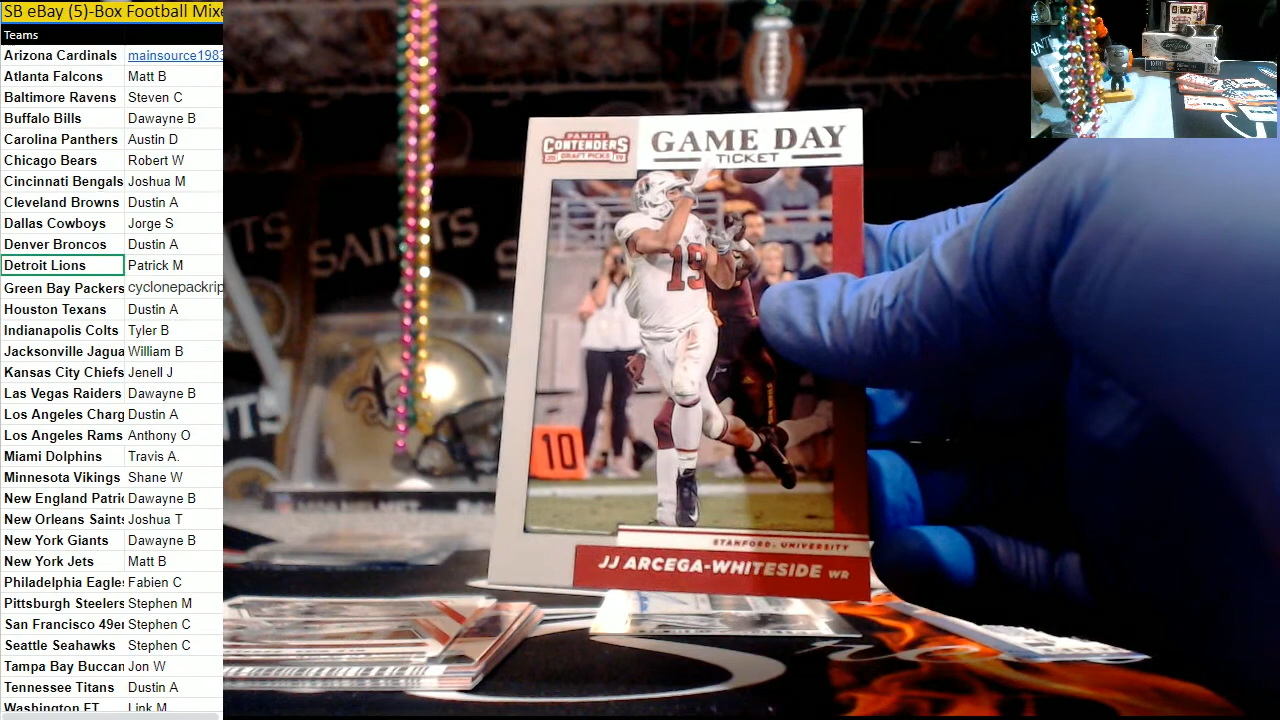 SB eBay (5)-Box Football Mixe
Teams
Arizona Cardinals mainsource1983
Atlanta Falcons Matt B
Baltimore Ravens Steven C
Buffalo Bills Dawayne B
Carolina Panthers Austin D
Chicago Bears Robert W
Cincinnati Bengals Joshua M
Cleveland Browns Dustin A
Dallas Cowboys Jorge S
Denver Broncos Dustin A
Detroit Lions Patrick M
Green Bay Packers cyclonepackrip
Houston Texans Dustin A
Indianapolis Colts Tyler B
Jacksonville Jagua William B
Kansas City Chiefs Jenell J
Las Vegas Raiders Dawayne B
Los Angeles Charg Dustin A
Los Angeles Rams Anthony O
Miami Dolphins Travis A.
Minnesota Vikings Shane W
New England Patric Dawayne B
New Orleans Saints Joshua T
New York Giants Dawayne B
New York Jets Matt B
Philadelphia Eagle Fabien C
Pittsburgh Steelers Stephen M
San Francisco 49er Stephen C
Seattle Seahawks Stephen C
Tampa Bay Buccan Jon W
Tennessee Titans Dustin A
Washington FT Link M
PANINI
CONTENDERS
DRAFT PICKS
GAME DAY
TICKET
19
10
STANFORD UNIVERSITY
JJ ARCEGA-WHITESIDE WR
SAINTS
Certified